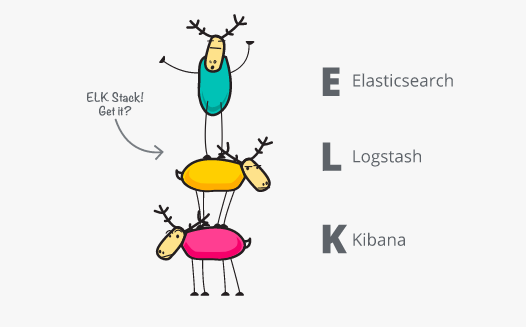 ELK Stack!
Get it?
E Elasticsearch
L Logstash
K Kibana